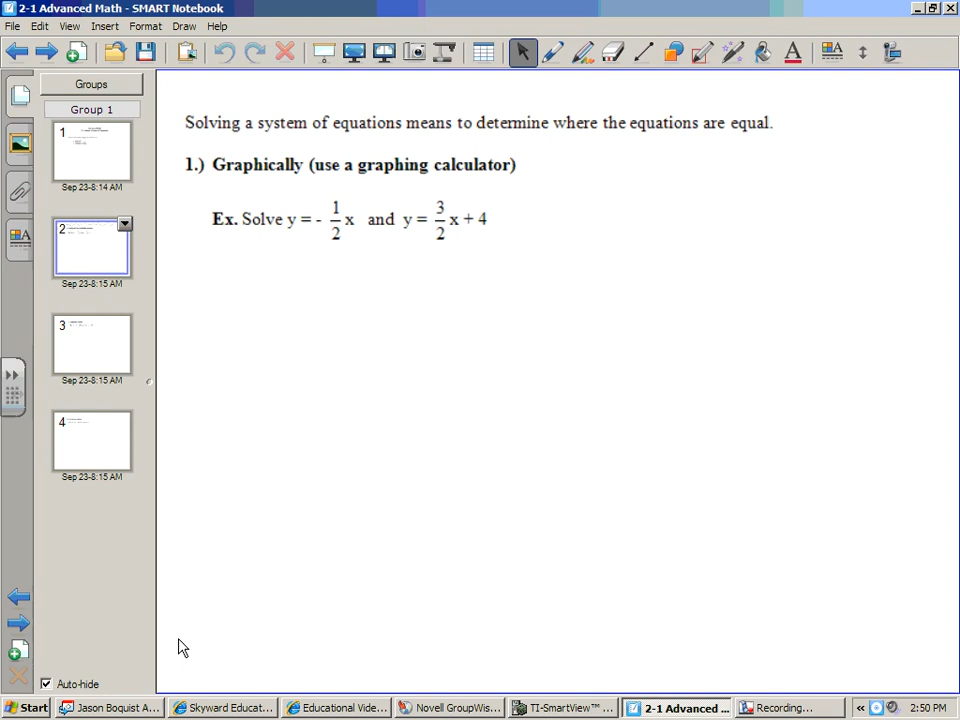 2-1 Advanced Math - SMART Notebook
File Edit View Insert Format Draw Help
Groups
Group 1
1
Sep 23-8:14 AM
2
Sep 23-8:15 AM
3
Sep 23-8:15 AM
4
Sep 23-8:15 AM
Auto-hide
Solving a system of equations means to determine where the equations are equal.
1.) Graphically (use a graphing calculator)
Ex. Solve y = - 1/2 x and y = 3/2 x + 4
Start Jason Boquist A... Skyward Educat... Educational Vide... Novell GroupWis... TI-SmartView™ ... 2-1 Advanced ... Recording... « 2:50 PM